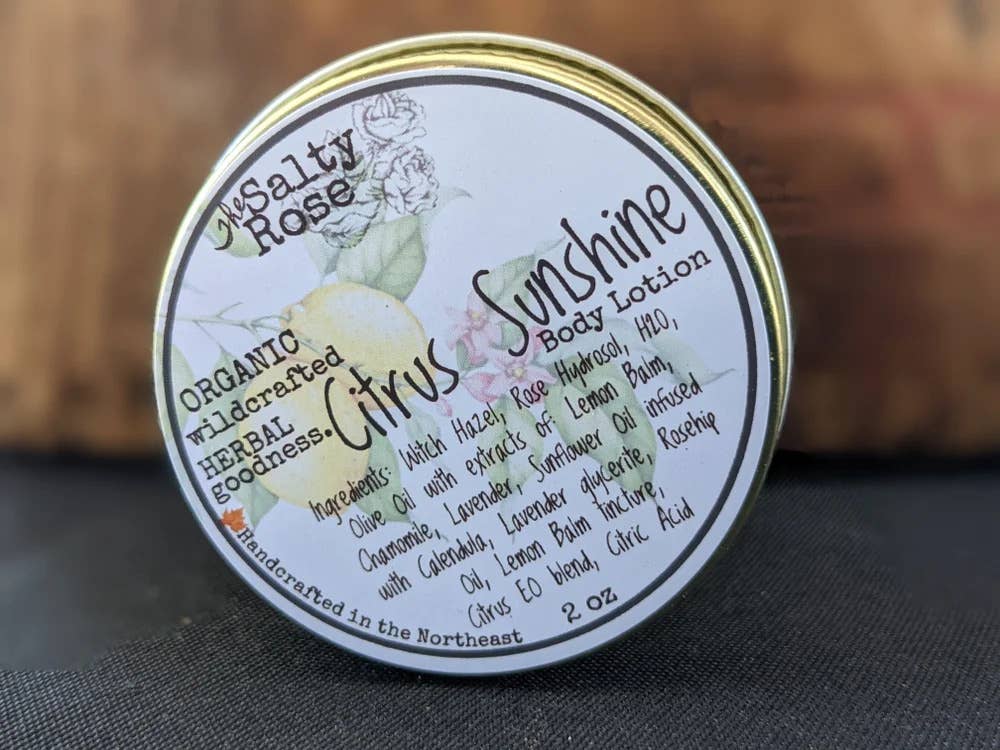 The Salty
Rose
ORGANIC
wildcrafted
HERBAL
goodness.
Citrus Sunshine
Body Lotion
Ingredients: Witch Hazel, Rose Hydrosol, H2O,
Olive Oil with extracts of: Lemon Balm,
Chamomile, Lavender, Sunflower Oil infused
with Calendula, Lavender glycerite, Rosehip
Oil, Lemon Balm tincture,
Citrus EO blend, Citric Acid
2 oz
Handcrafted in the Northeast